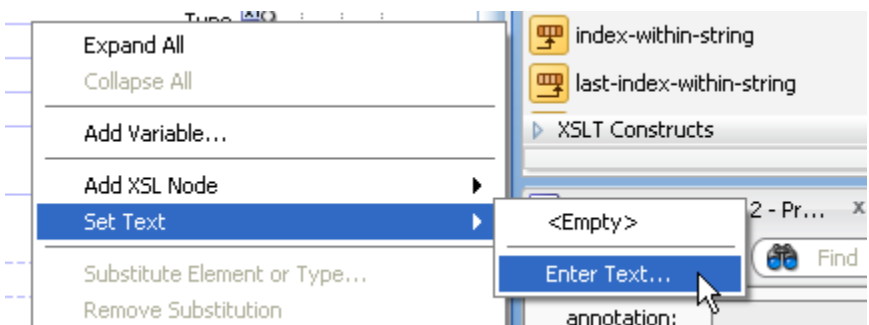 Type
Expand All
Collapse All
Add Variable...
Add XSL Node
Set Text
Substitute Element or Type...
Remove Substitution
<Empty>
Enter Text...
index-within-string
last-index-within-string
XSLT Constructs
2 - Pr... x
Find
annotation: